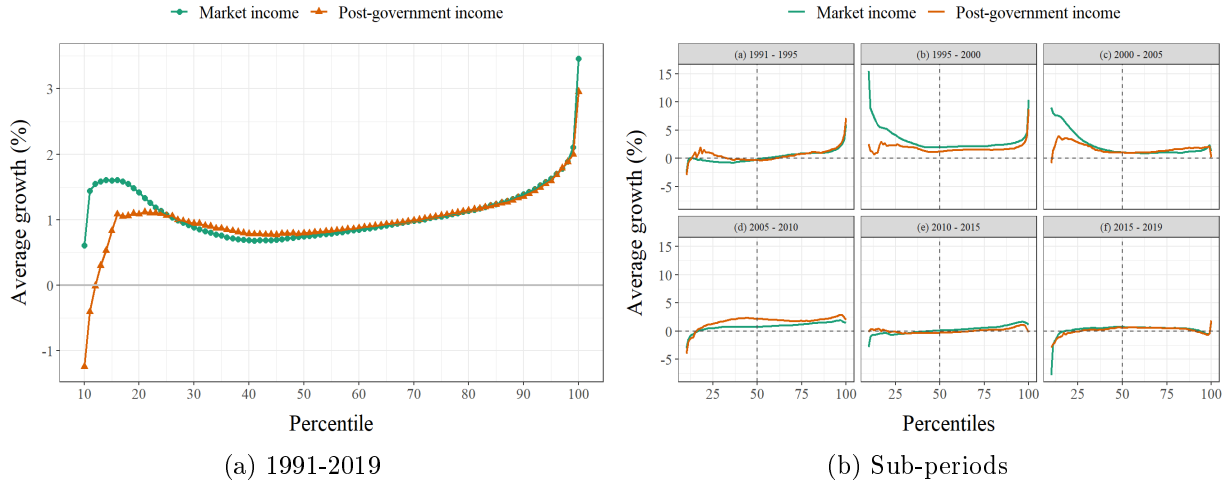 Market income Post-government income
Average growth (%)
3
2
1
0
-1
10 20 30 40 50 60 70 80 90 100
Percentile
(a) 1991-2019
Market income Post-government income
Average growth (%)
Average growth (%)
(a) 1991 - 1995 (b) 1995 - 2000 (c) 2000 - 2005
15
10
5
0
-5
(d) 2005 - 2010 (e) 2010 - 2015 (f) 2015 - 2019
15
10
5
0
-5
25 50 75 100 25 50 75 100 25 50 75 100
Percentiles
(b) Sub-periods